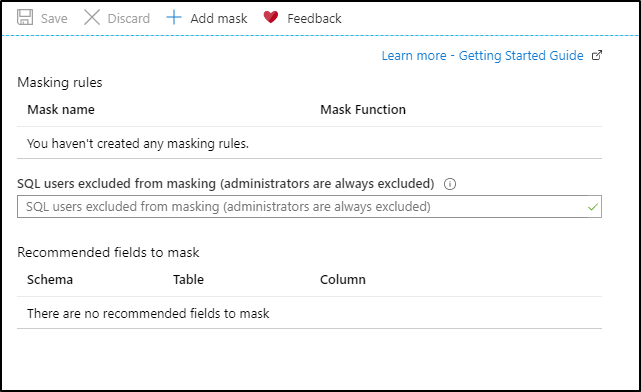 Save Discard Add mask Feedback
Learn more - Getting Started Guide
Masking rules
Mask name Mask Function
You haven't created any masking rules.
SQL users excluded from masking (administrators are always excluded)
SQL users excluded from masking (administrators are always excluded)
Recommended fields to mask
Schema Table Column
There are no recommended fields to mask